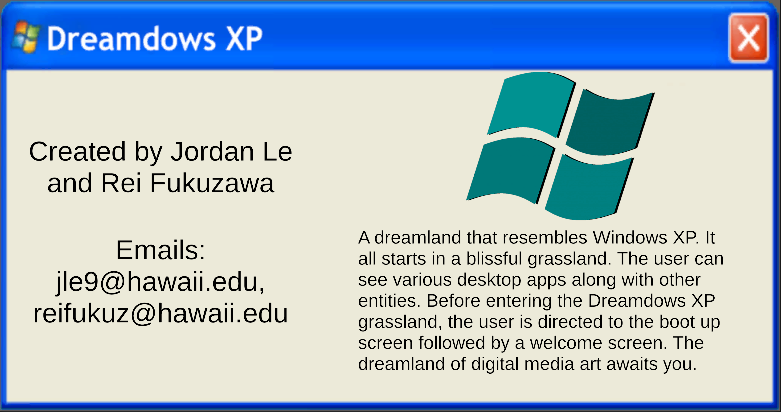 Dreamdows XP
Created by Jordan Le
and Rei Fukuzawa
Emails:
jle9@hawaii.edu,
reifukuz@hawaii.edu
A dreamland that resembles Windows XP. It
all starts in a blissful grassland. The user can
see various desktop apps along with other
entities. Before entering the Dreamdows XP
grassland, the user is directed to the boot up
screen followed by a welcome screen. The
dreamland of digital media art awaits you.